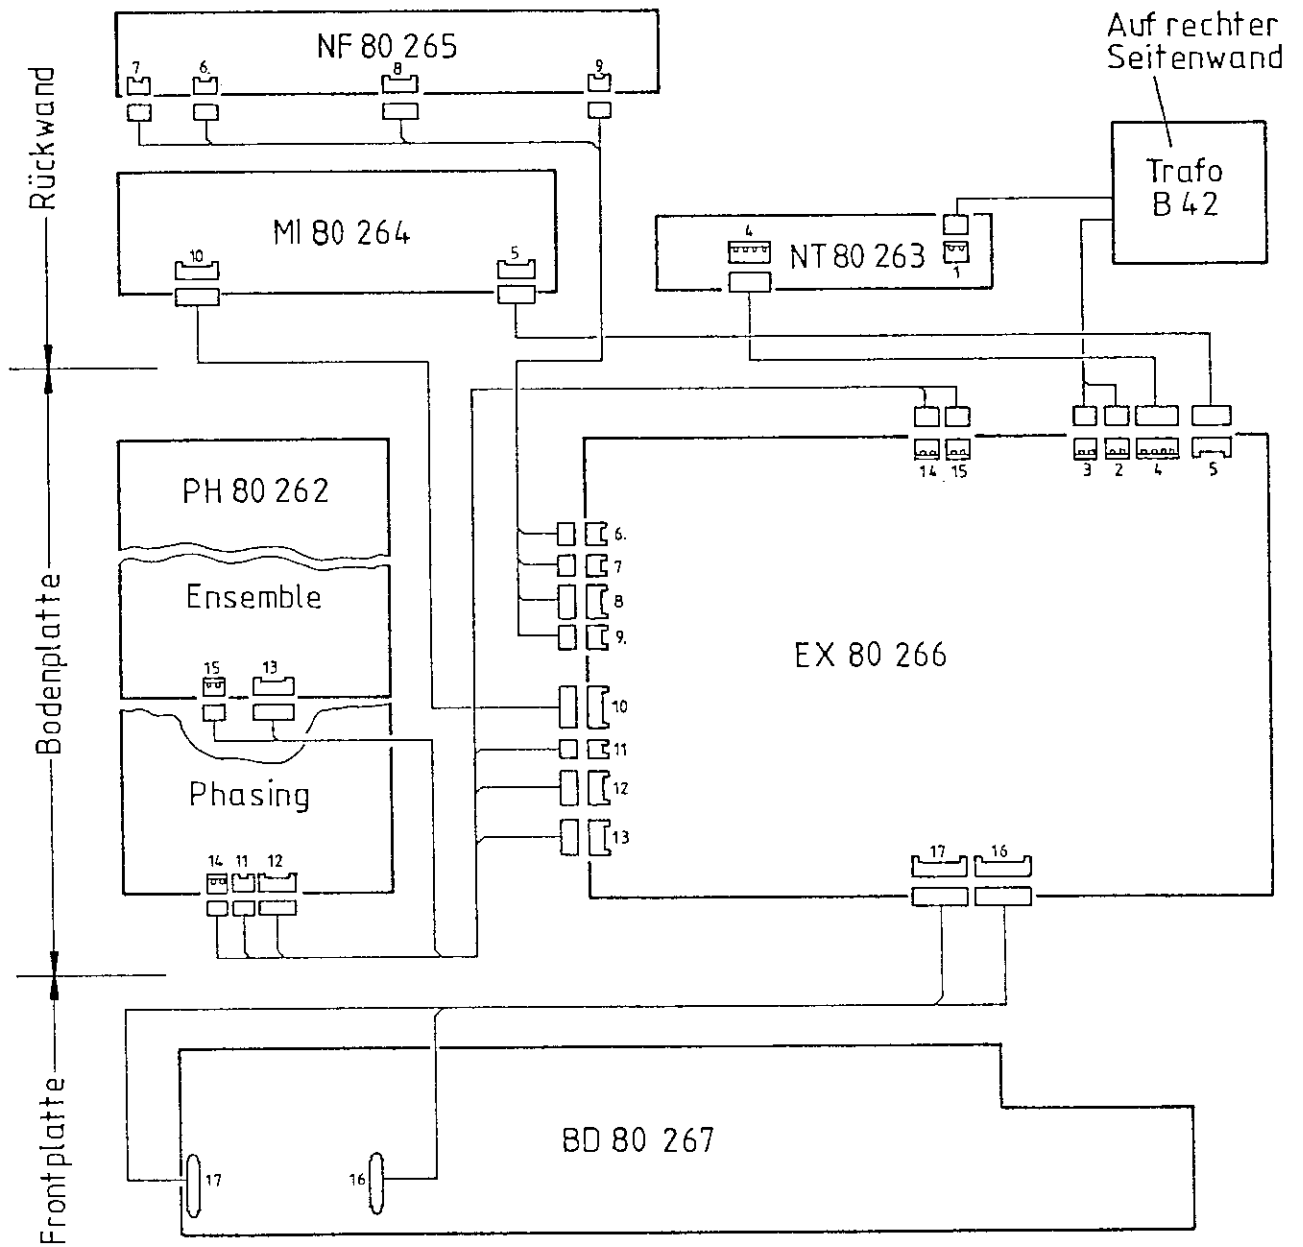 Auf rechter
Seitenwand
NF 80 265
7
6.
8
9.
Rückwand
Trafo
B 42
MI 80 264
10
5
4
NT 80 263
1
14
15
3
2
4
5
PH 80 262
6.
7
8
9.
Ensemble
EX 80 266
Bodenplatte
15
13
10
11
12
13
Phasing
14
11
12
17
16
Frontplatte
BD 80 267
17
16